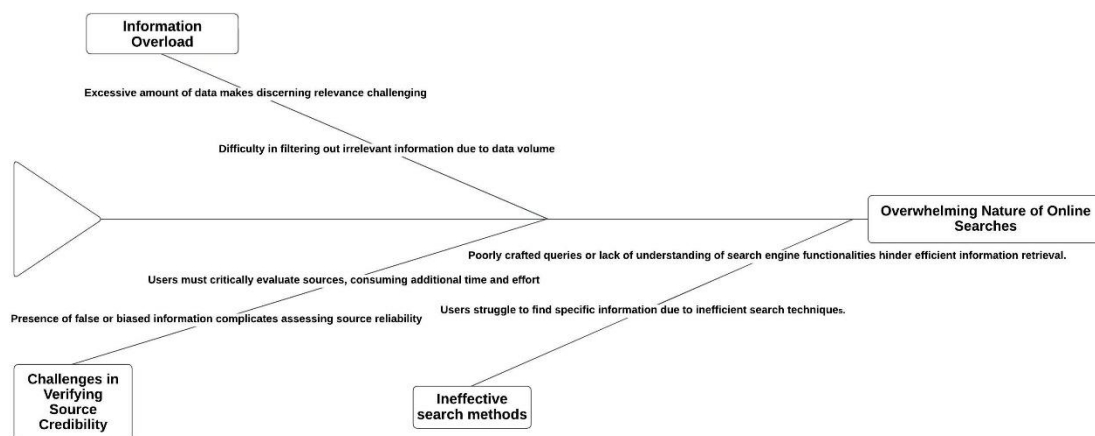 Information
Overload
Excessive amount of data makes discerning relevance challenging
Difficulty in filtering out irrelevant information due to data volume
Overwhelming Nature of Online
Searches
Poorly crafted queries or lack of understanding of search engine functionalities hinder efficient information retrieval.
Users must critically evaluate sources, consuming additional time and effort
Users struggle to find specific information due to inefficient search techniques.
Presence of false or biased information complicates assessing source reliability
Challenges in
Verifying
Source
Credibility
Ineffective
search methods